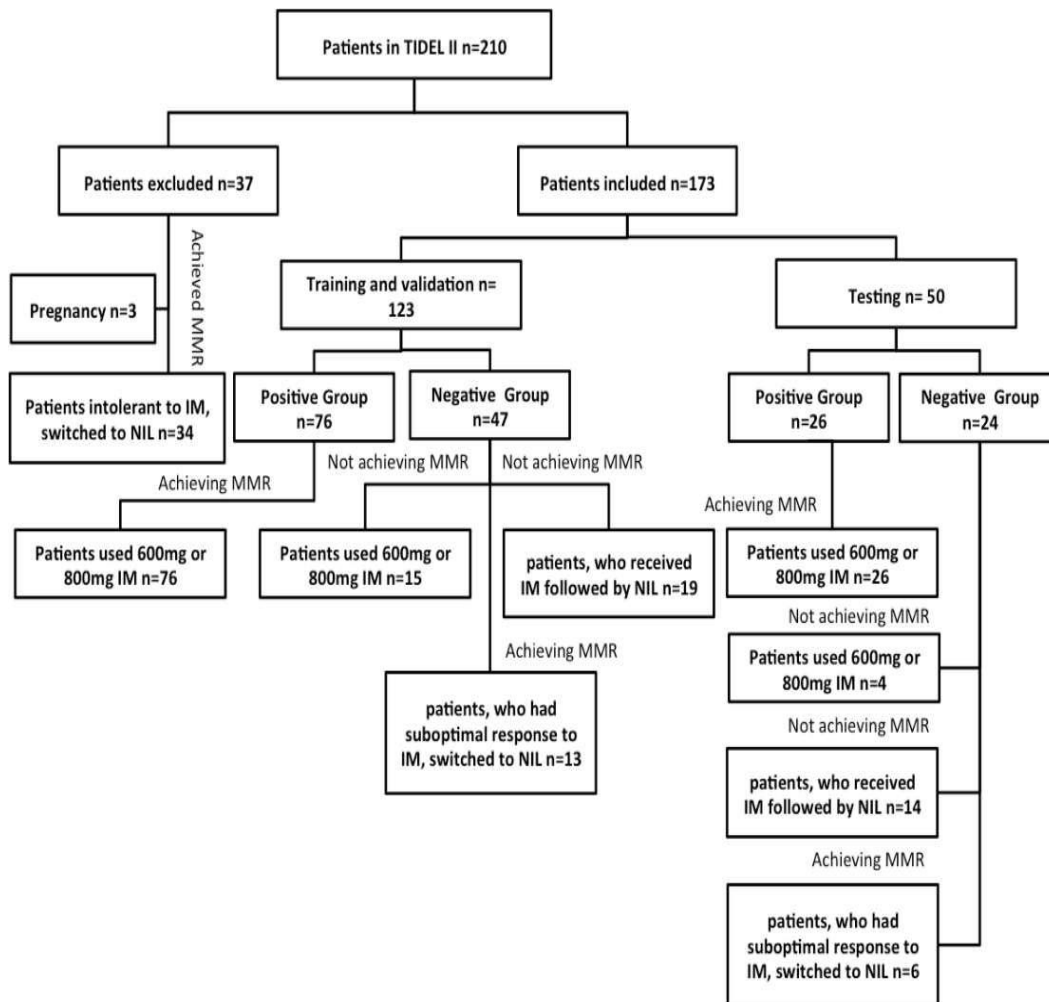 Patients in TIDEL II n=210
Patients excluded n=37
Patients included n=173
Achieved MMR
Pregnancy n=3
Patients intolerant to IM,
switched to NIL n=34
Training and validation n=
123
Testing n= 50
Positive Group
n=76
Negative Group
n=47
Positive Group
n=26
Negative Group
n=24
Achieving MMR
Not achieving MMR
Not achieving MMR
Achieving MMR
Patients used 600mg or
800mg IM n=76
Patients used 600mg or
800mg IM n=15
patients, who received
IM followed by NIL n=19
Patients used 600mg or
800mg IM n=26
Achieving MMR
patients, who had
suboptimal response to
IM, switched to NIL n=13
Not achieving MMR
Patients used 600mg or
800mg IM n=4
Not achieving MMR
patients, who received
IM followed by NIL n=14
Achieving MMR
patients, who had
suboptimal response to
IM, switched to NIL n=6